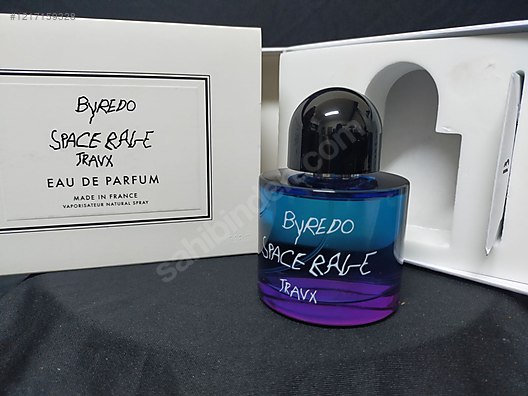 #1217159328
ByREDO
SPACE RAGE
TRAVX
EAU DE PARFUM
MADE IN FRANCE
VAPORISATEUR NATURAL SPRAY
ByREDO
SPACE RAGE
TRAVX
sahibinden.com